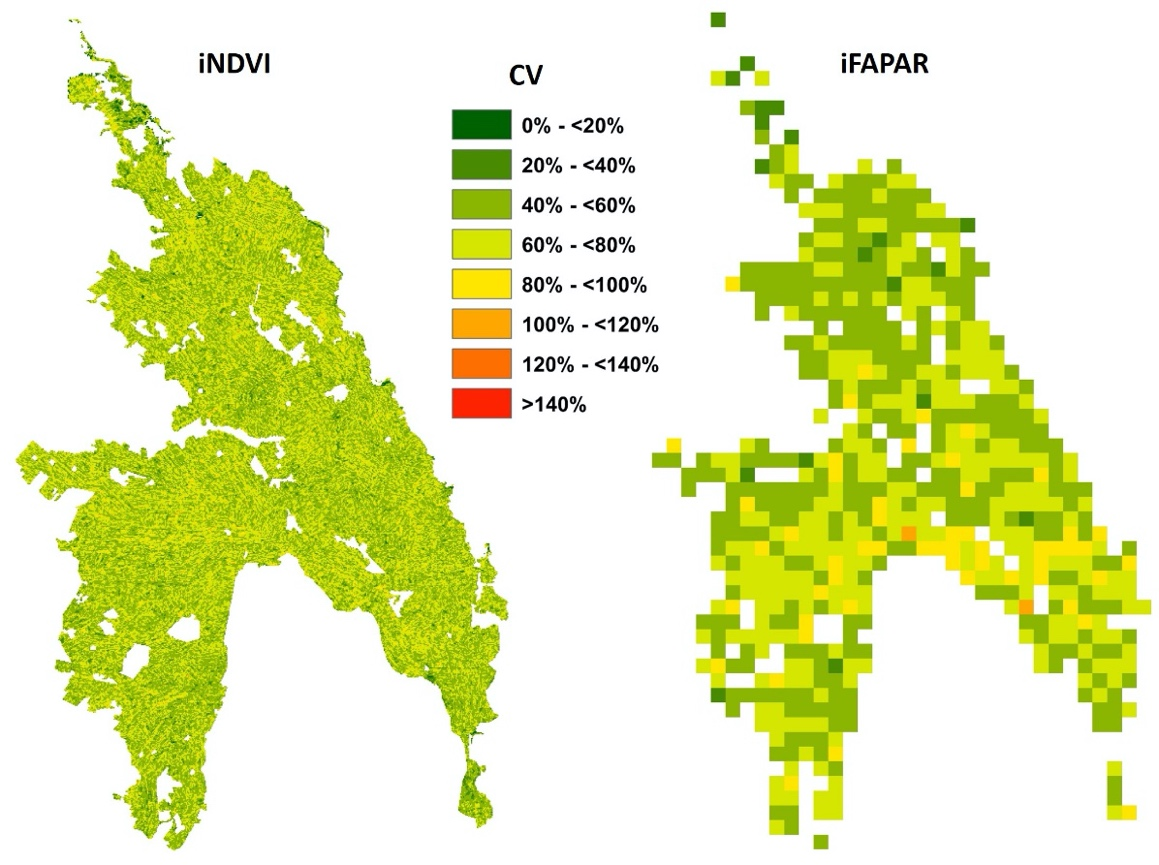 iNDVI
CV
iFAPAR
0% - <20%
20% - <40%
40% - <60%
60% - <80%
80% - <100%
100% - <120%
120% - <140%
>140%